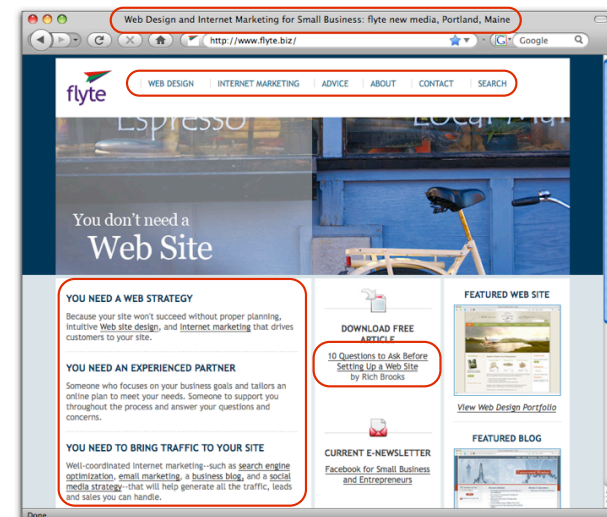 Web Design and Internet Marketing for Small Business: flyte new media, Portland, Maine
http://www.flyte.biz/
Google
flyte
WEB DESIGN
INTERNET MARKETING
ADVICE
ABOUT
CONTACT
SEARCH
Espresso
Local
You don't need a
Web Site
YOU NEED A WEB STRATEGY
Because your site won't succeed without proper planning,
intuitive Web site design, and internet marketing that drives
customers to your site.
YOU NEED AN EXPERIENCED PARTNER
Someone who focuses on your business goals and tailors an
online plan to meet your needs. Someone to support you
throughout the process and answer your questions and
concerns.
YOU NEED TO BRING TRAFFIC TO YOUR SITE
Well-coordinated Internet marketing--such as search engine
optimization, email marketing, a business blog, and a social
media strategy--that will help generate all the traffic, leads
and sales you can handle.
DOWNLOAD FREE
ARTICLE
10 Questions to Ask Before
Setting Up a Web Site
by Rich Brooks
CURRENT E-NEWSLETTER
Facebook for Small Business
and Entrepreneurs
FEATURED WEB SITE
View Web Design Portfolio
FEATURED BLOG
Done